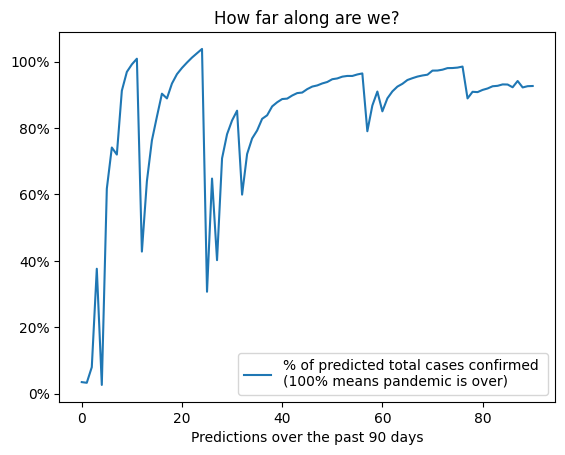 How far along are we?
100%
80%
60%
40%
20%
0%
% of predicted total cases confirmed
(100% means pandemic is over)
0 20 40 60 80
Predictions over the past 90 days